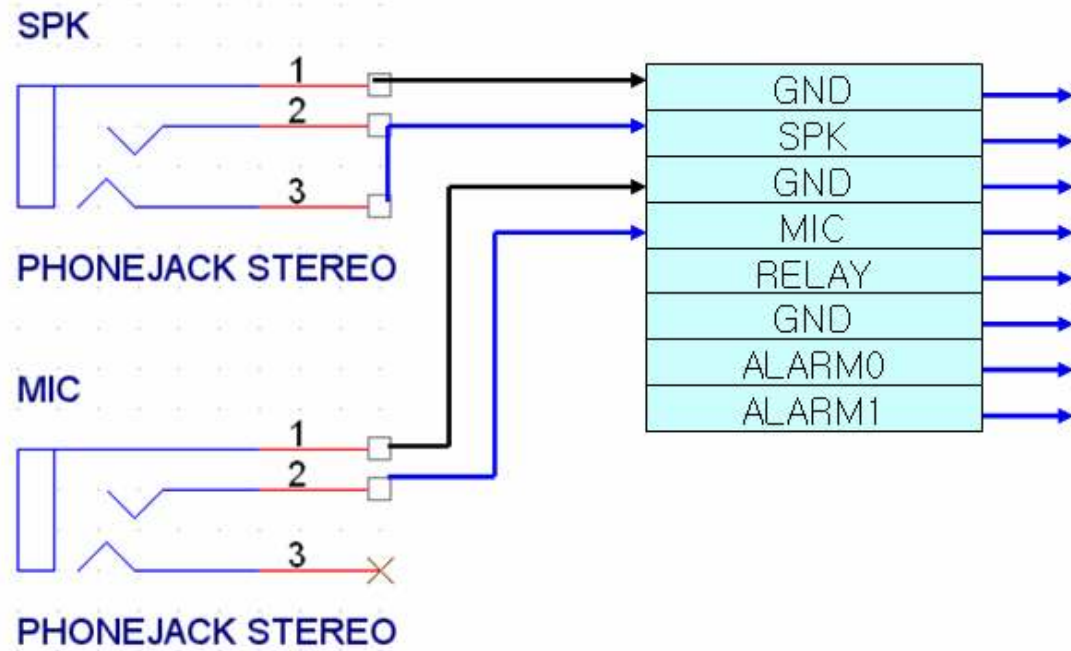 SPK
1
2
3
PHONEJACK STEREO
MIC
1
2
3
PHONEJACK STEREO
GND
SPK
GND
MIC
RELAY
GND
ALARM0
ALARM1